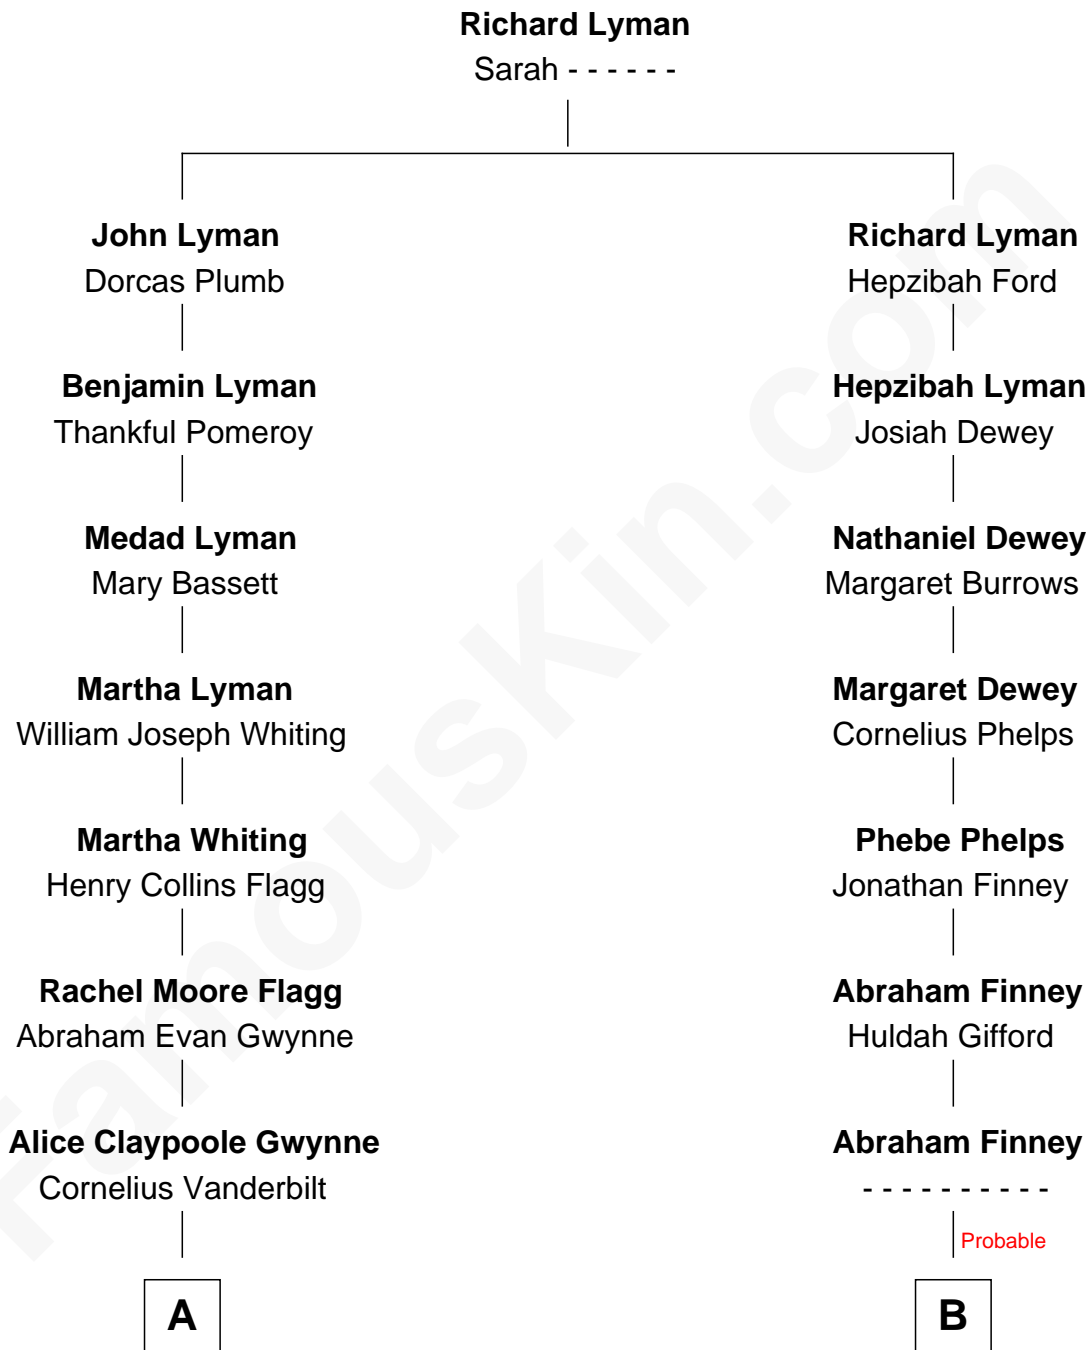 Richard Lyman
Sarah - - - - - -
John Lyman
Dorcas Plumb
Richard Lyman
Hepzibah Ford
Benjamin Lyman
Thankful Pomeroy
Hepzibah Lyman
Josiah Dewey
Medad Lyman
Mary Bassett
Nathaniel Dewey
Margaret Burrows
Martha Lyman
William Joseph Whiting
Margaret Dewey
Cornelius Phelps
Martha Whiting
Henry Collins Flagg
Phebe Phelps
Jonathan Finney
Rachel Moore Flagg
Abraham Evan Gwynne
Abraham Finney
Huldah Gifford
Alice Claypoole Gwynne
Cornelius Vanderbilt
Abraham Finney
- - - - - - - - - -
Probable
A
B
FamousKin.com